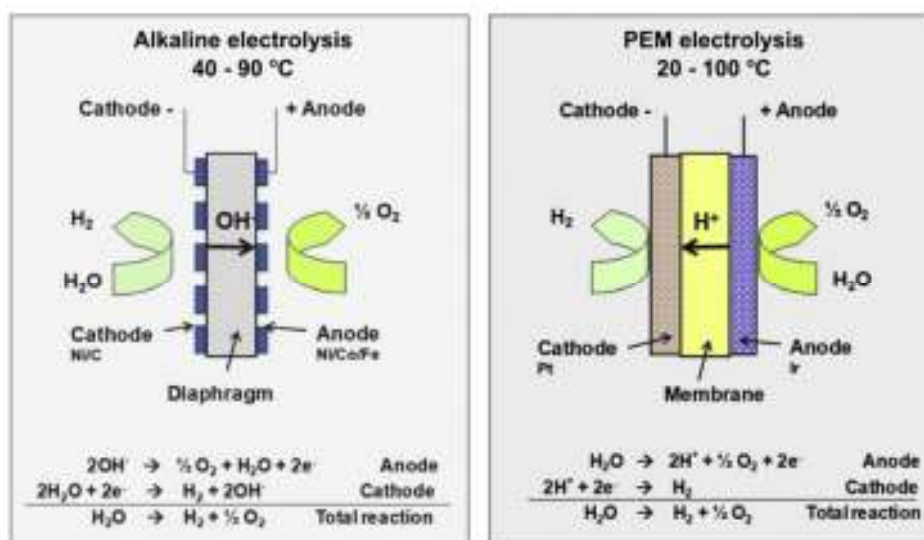 Alkaline electrolysis
40 - 90 °C
Cathode -
+ Anode
H₂
OH⁻
½ O₂
H₂O
Cathode
Ni/C
Anode
Ni/Co/Fe
Diaphragm
2OH⁻ → ½ O₂ + H₂O + 2e⁻ Anode
2H₂O + 2e⁻ → H₂ + 2OH⁻ Cathode
H₂O → H₂ + ½ O₂ Total reaction
PEM electrolysis
20 - 100 °C
Cathode -
+ Anode
H₂
H⁺
½ O₂
H₂O
Cathode
Pt
Anode
Ir
Membrane
H₂O → 2H⁺ + ½ O₂ + 2e⁻ Anode
2H⁺ + 2e⁻ → H₂ Cathode
H₂O → H₂ + ½ O₂ Total reaction